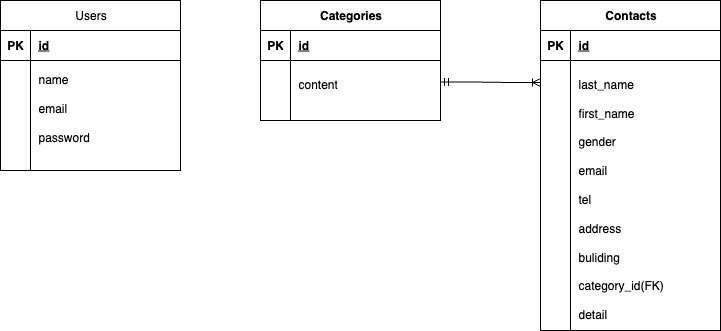 Users
PK id
name
email
password
Categories
PK id
content
Contacts
PK id
last_name
first_name
gender
email
tel
address
buliding
category_id(FK)
detail